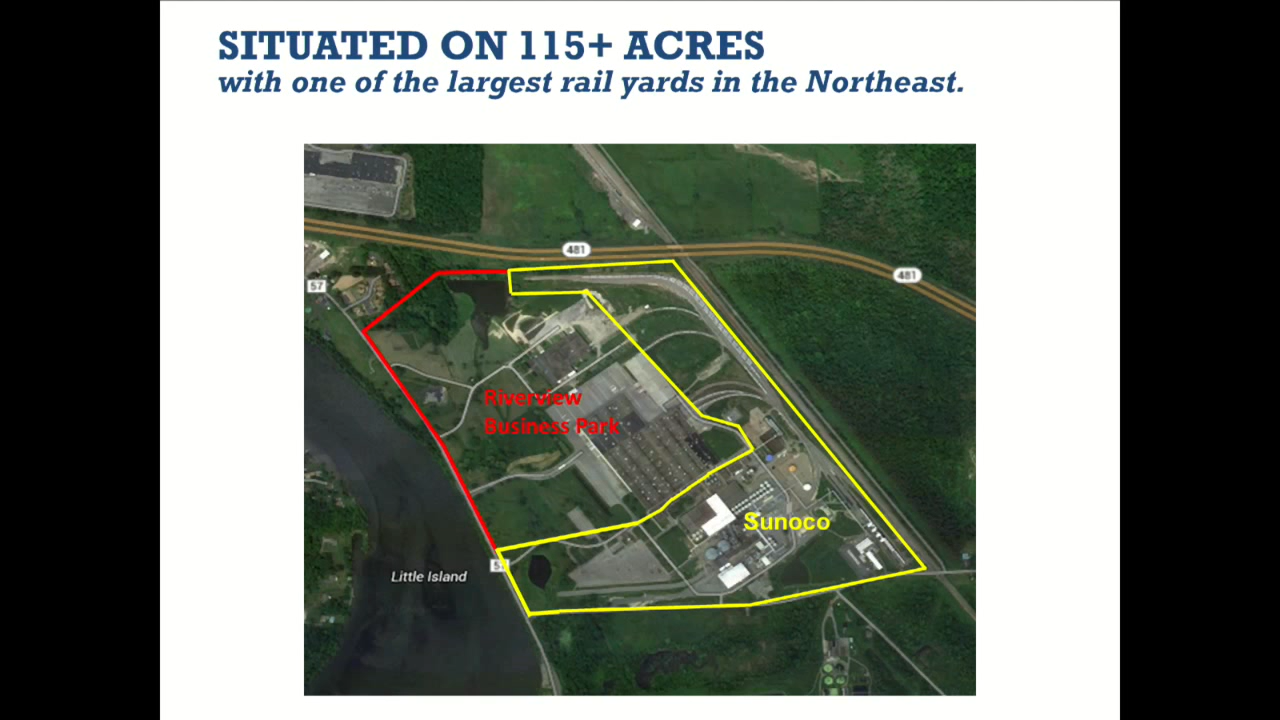 SITUATED ON 115+ ACRES
with one of the largest rail yards in the Northeast.
481
481
57
Riverview
Business Park
Sunoco
Little Island